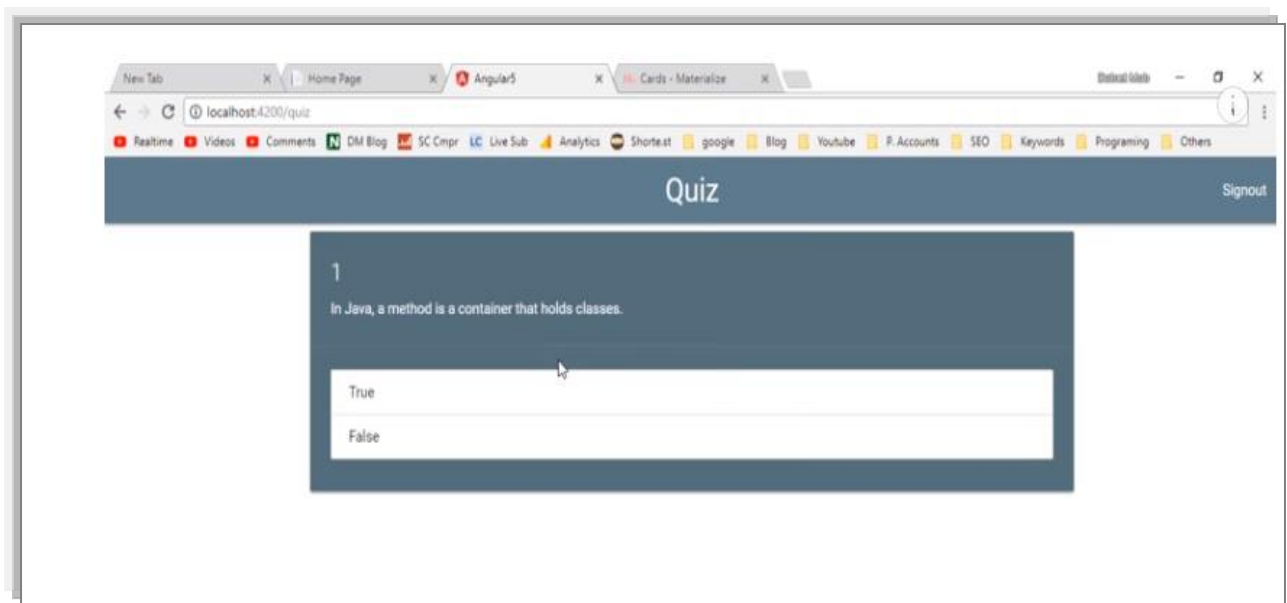 New Tab
Home Page
Angular5
Cards - Materialize
localhost:4200/quiz
Realtime Videos Comments DM Blog SC Cmpr LC Live Sub Analytics Shorte.st google Blog Youtube P. Accounts SEO Keywords Programing Others
Quiz
Signout
1
In Java, a method is a container that holds classes.
True
False